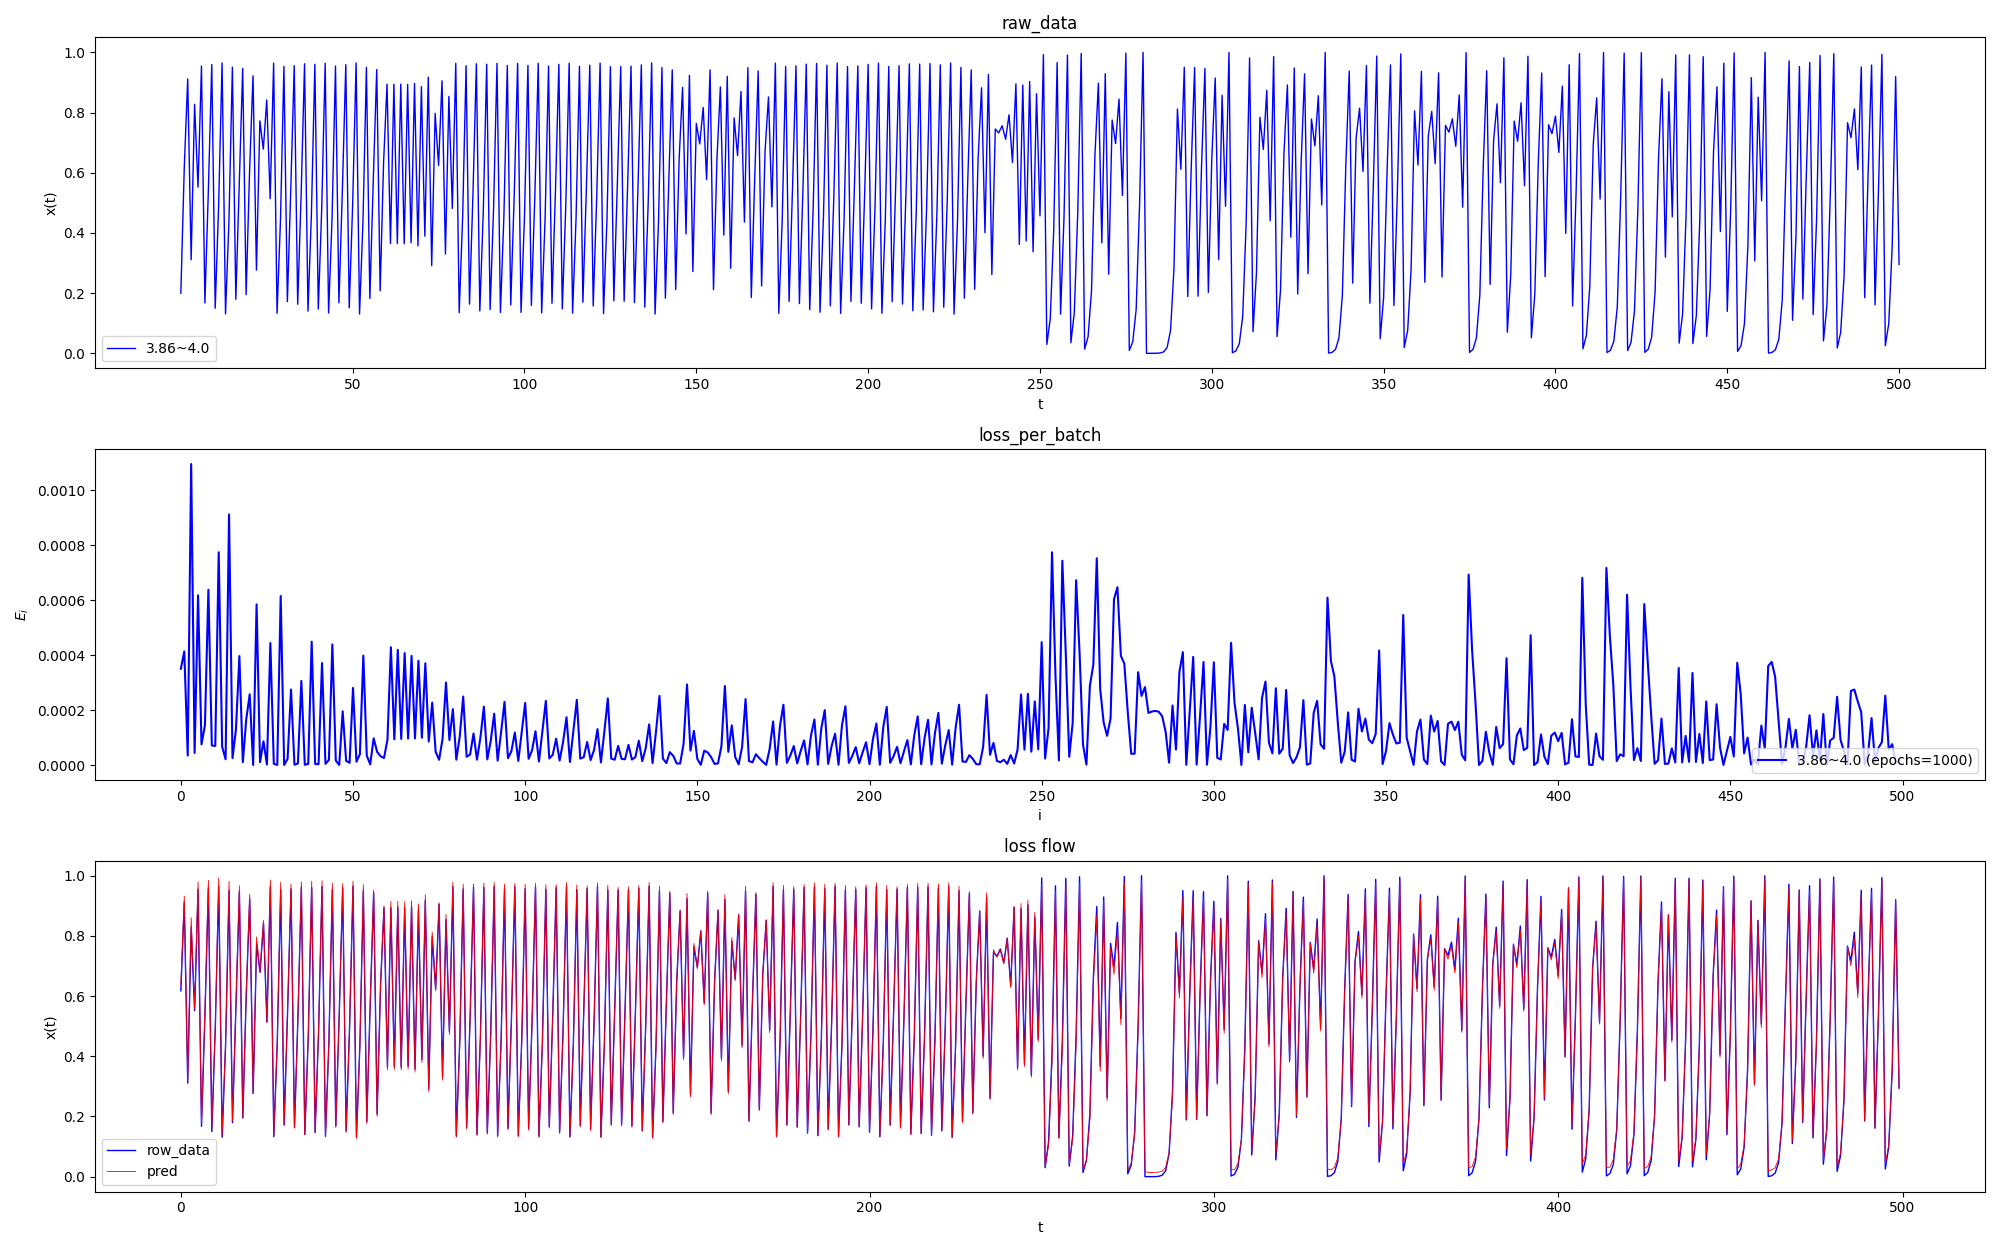 raw_data
1.0
0.8
0.6
0.4
0.2
0.0
x(t)
3.86~4.0
50 100 150 200 250 300 350 400 450 500
t
loss_per_batch
0.0010
0.0008
0.0006
0.0004
0.0002
0.0000
E_i
3.86~4.0 (epochs=1000)
0 50 100 150 200 250 300 350 400 450 500
i
loss flow
1.0
0.8
0.6
0.4
0.2
0.0
x(t)
row_data
pred
0 100 200 300 400 500
t